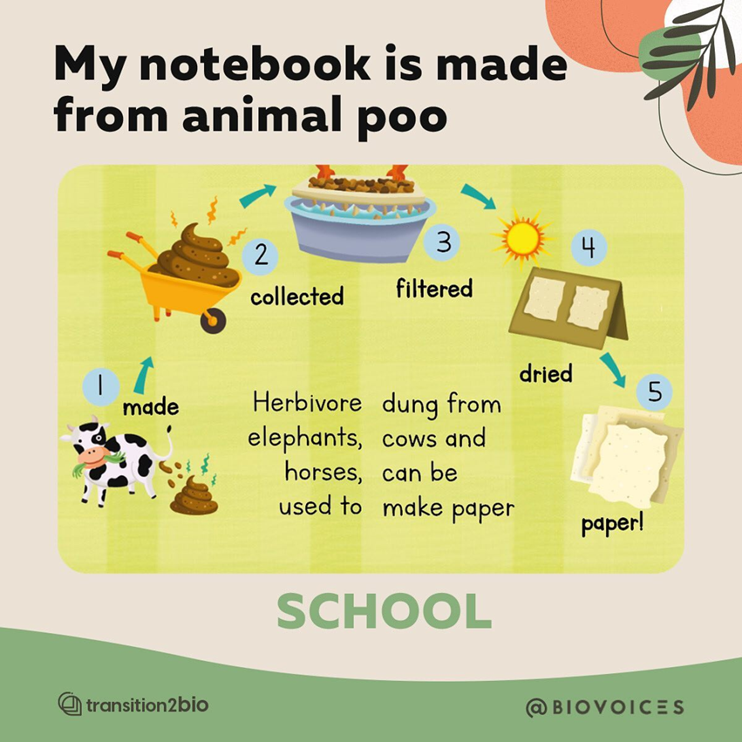 My notebook is made
from animal poo
1
made
2
collected
3
filtered
4
dried
5
paper!
Herbivore dung from
elephants, cows and
horses, can be
used to make paper
SCHOOL
transition2bio
@BIOVOICES